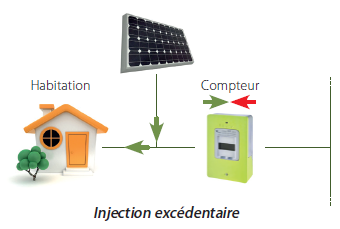 Habitation
Compteur
Injection excédentaire